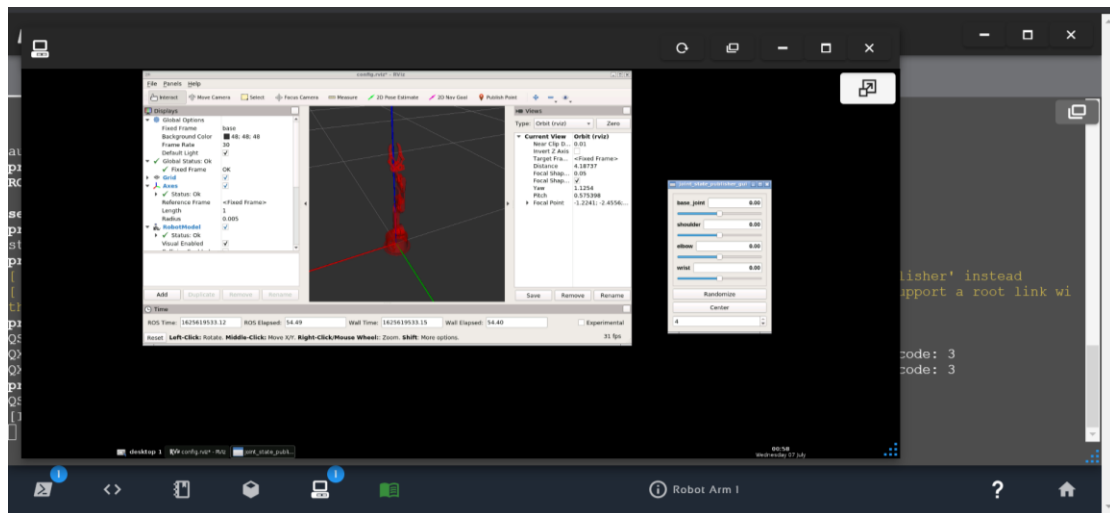 config.rviz* - RViz
File Panels Help
Interact Move Camera Select Focus Camera Measure 2D Pose Estimate 2D Nav Goal Publish Point
Displays
Global Options
Fixed Frame base
Background Color 48; 48; 48
Frame Rate 30
Default Light
Global Status: Ok
Fixed Frame OK
Grid
Axes
Status: Ok
Reference Frame <Fixed Frame>
Length 1
Radius 0.005
RobotModel
Status: Ok
Visual Enabled
Add Duplicate Remove Rename
Views
Type: Orbit (rviz) Zero
Current View Orbit (rviz)
Near Clip D... 0.01
Invert Z Axis
Target Fra... <Fixed Frame>
Distance 4.18737
Focal Shap... 0.05
Focal Shap...
Yaw 1.1254
Pitch 0.575398
Focal Point -1.2241; -2.4556;...
Save Remove Rename
Time
ROS Time: 1625619533.12 ROS Elapsed: 54.49 Wall Time: 1625619533.15 Wall Elapsed: 54.40 Experimental
Reset Left-Click: Rotate. Middle-Click: Move X/Y. Right-Click/Mouse Wheel:: Zoom. Shift: More options. 31 fps
joint_state_publisher_gui
base_joint 0.00
shoulder 0.00
elbow 0.00
wrist 0.00
Randomize
Center
4
lisher' instead
upport a root link wi
code: 3
code: 3
desktop 1 config.rviz* - RViz joint_state_publi...
00:58
Wednesday 07 July
Robot Arm 1
?